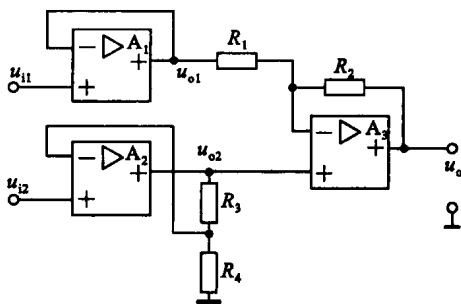 − ▷ A₁
+ +
u_i1
u_o1
R₁
R₂
− ▷ A₂
+ +
u_i2
u_o2
R₃
R₄
− ▷ A₃
+ +
u_o